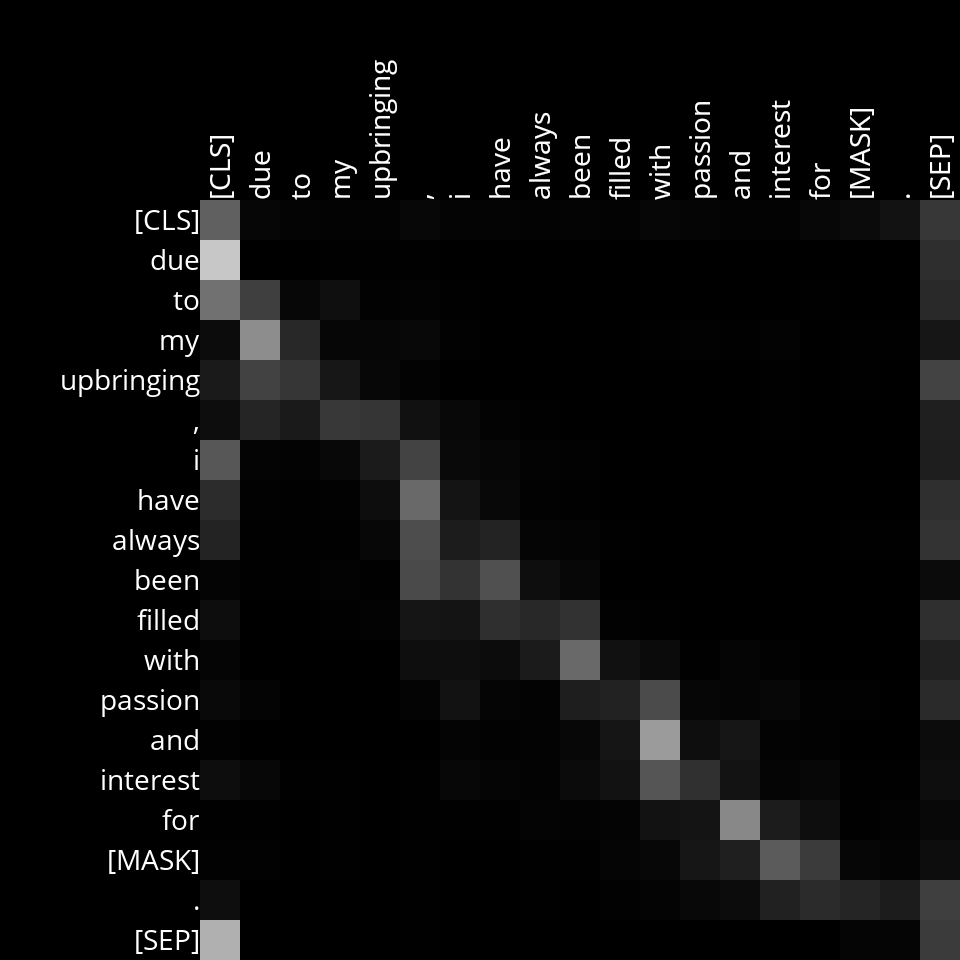 [CLS] due to my upbringing , i have always been filled with passion and interest for [MASK] . [SEP]
[CLS]
due
to
my
upbringing
,
i
have
always
been
filled
with
passion
and
interest
for
[MASK]
.
[SEP]